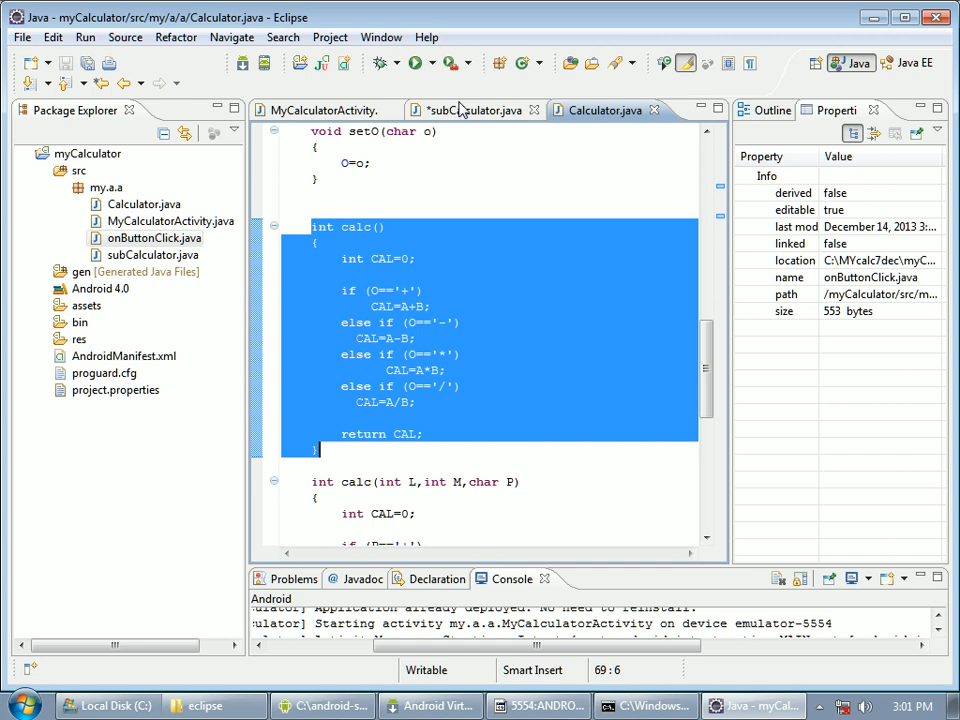 Java - myCalculator/src/my/a/a/Calculator.java - Eclipse
File Edit Run Source Refactor Navigate Search Project Window Help
Java Java EE
Package Explorer
MyCalculatorActivity. *subCalculator.java Calculator.java
Outline Properti
myCalculator
src
my.a.a
Calculator.java
MyCalculatorActivity.java
onButtonClick.java
subCalculator.java
gen [Generated Java Files]
Android 4.0
assets
bin
res
AndroidManifest.xml
proguard.cfg
project.properties
void setO(char o)
{
O=o;
}
int calc()
{
int CAL=0;
if (O=='+')
CAL=A+B;
else if (O=='-')
CAL=A-B;
else if (O=='*')
CAL=A*B;
else if (O=='/')
CAL=A/B;
return CAL;
}
int calc(int L,int M,char P)
{
int CAL=0;
if (P=='+')
Property Value
Info
derived false
editable true
last mod December 14, 2013 3:...
linked false
location C:\MYcalc7dec\myC...
name onButtonClick.java
path /myCalculator/src/m...
size 553 bytes
Problems Javadoc Declaration Console
Android
culator] Application already deployed. No need to reinstall.
culator] Starting activity my.a.a.MyCalculatorActivity on device emulator-5554
Writable Smart Insert 69 : 6
Local Disk (C:) eclipse C:\android-s... Android Virt... 5554:ANDRO... C:\Windows... Java - myCal... 3:01 PM